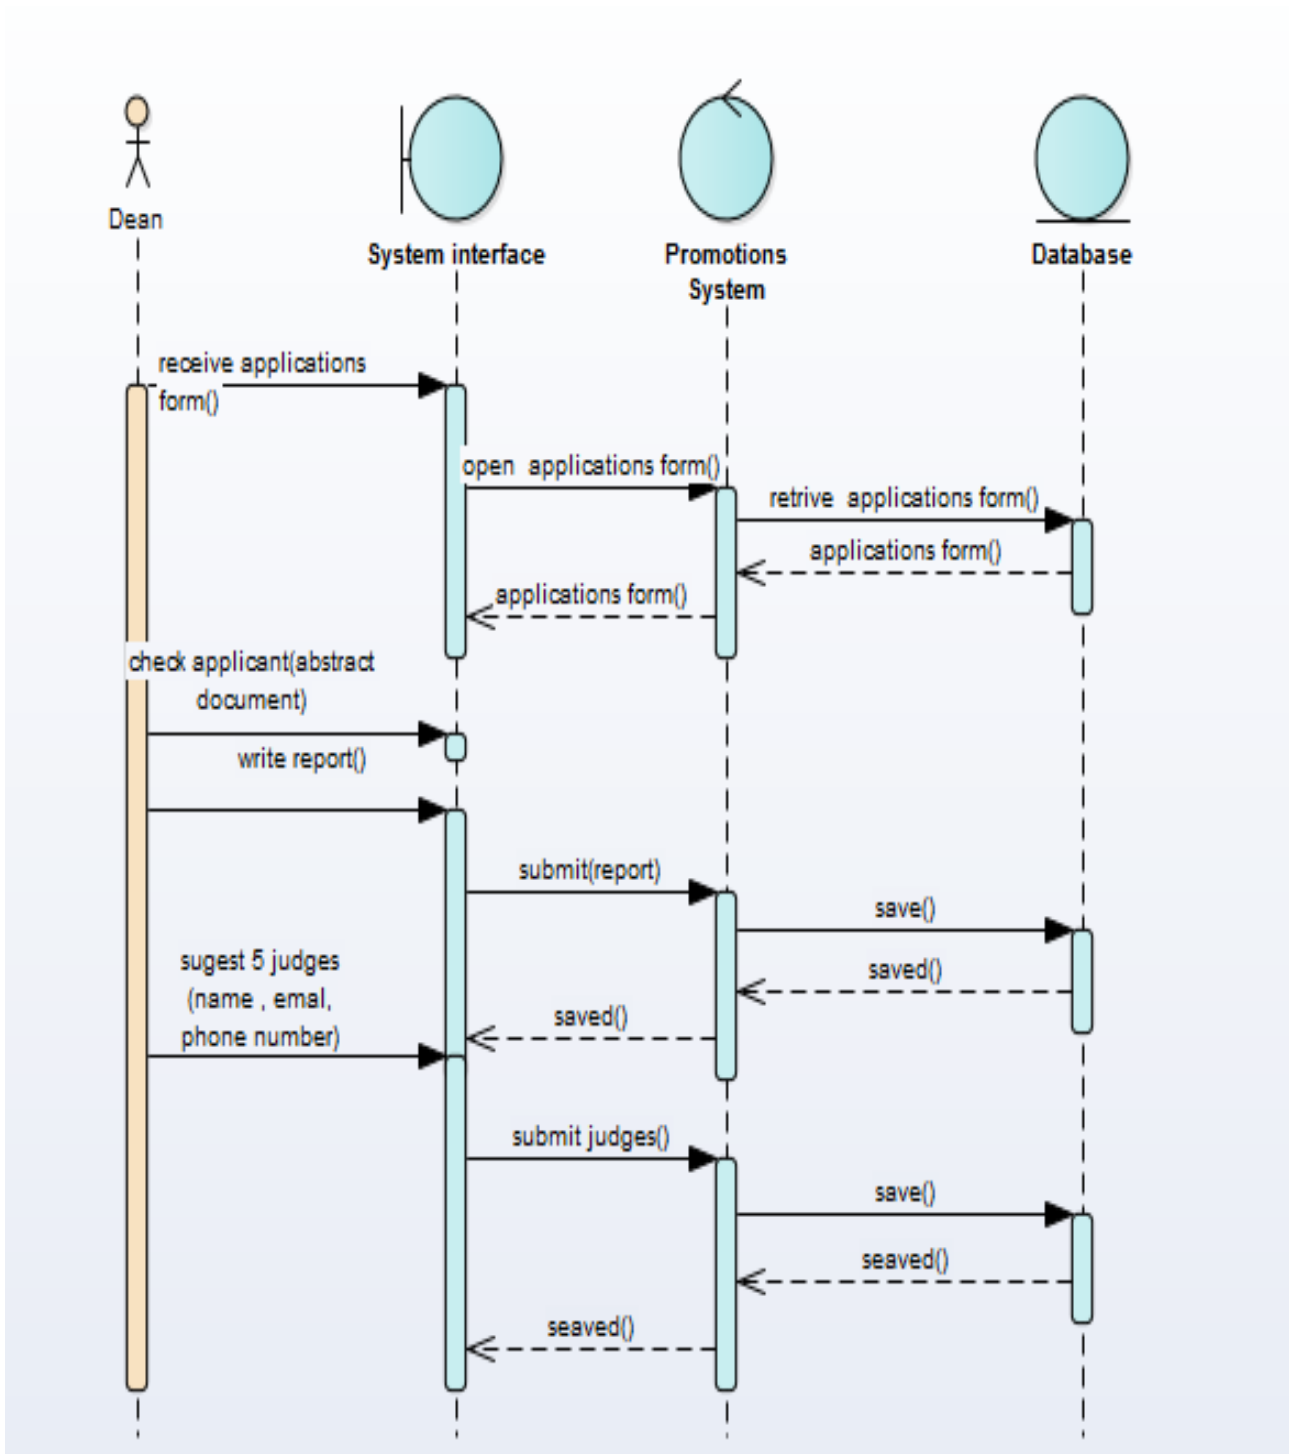 Dean
System interface
Promotions
System
Database
receive applications
form()
open applications form()
retrive applications form()
applications form()
applications form()
check applicant(abstract
document)
write report()
submit(report)
save()
sugest 5 judges
(name , emal,
phone number)
saved()
saved()
submit judges()
save()
seaved()
seaved()